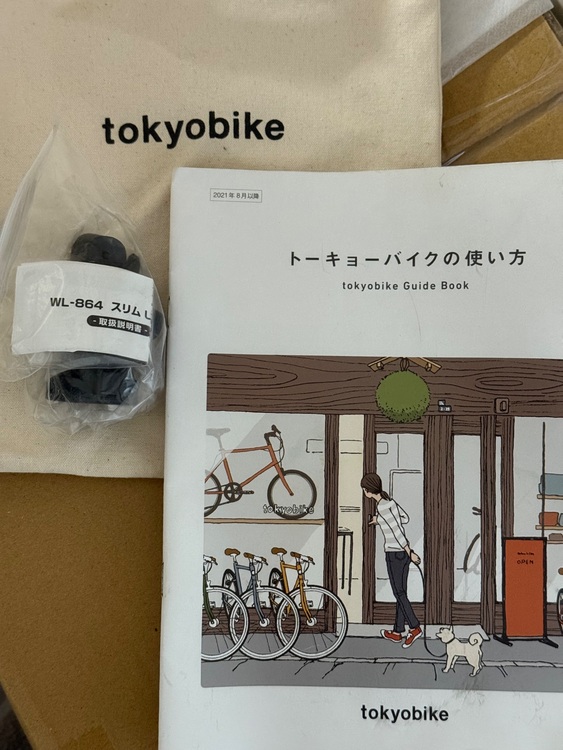 tokyobike
2021年8月以降
トーキョーバイクの使い方
tokyobike Guide Book
WL-864 スリム L
- 取扱説明書 -
tokyobike
OPEN
tokyobike